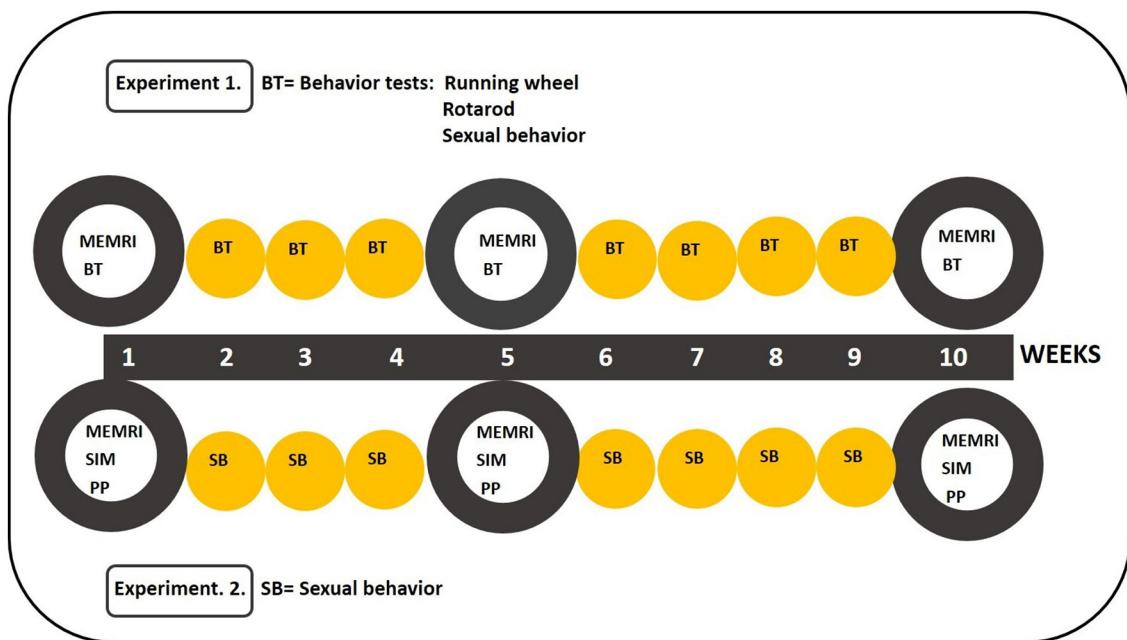 Experiment 1. BT= Behavior tests: Running wheel
Rotarod
Sexual behavior
MEMRI
BT
BT
BT
BT
MEMRI
BT
BT
BT
BT
BT
MEMRI
BT
1 2 3 4 5 6 7 8 9 10 WEEKS
MEMRI
SIM
PP
SB
SB
SB
MEMRI
SIM
PP
SB
SB
SB
SB
MEMRI
SIM
PP
Experiment. 2. SB= Sexual behavior